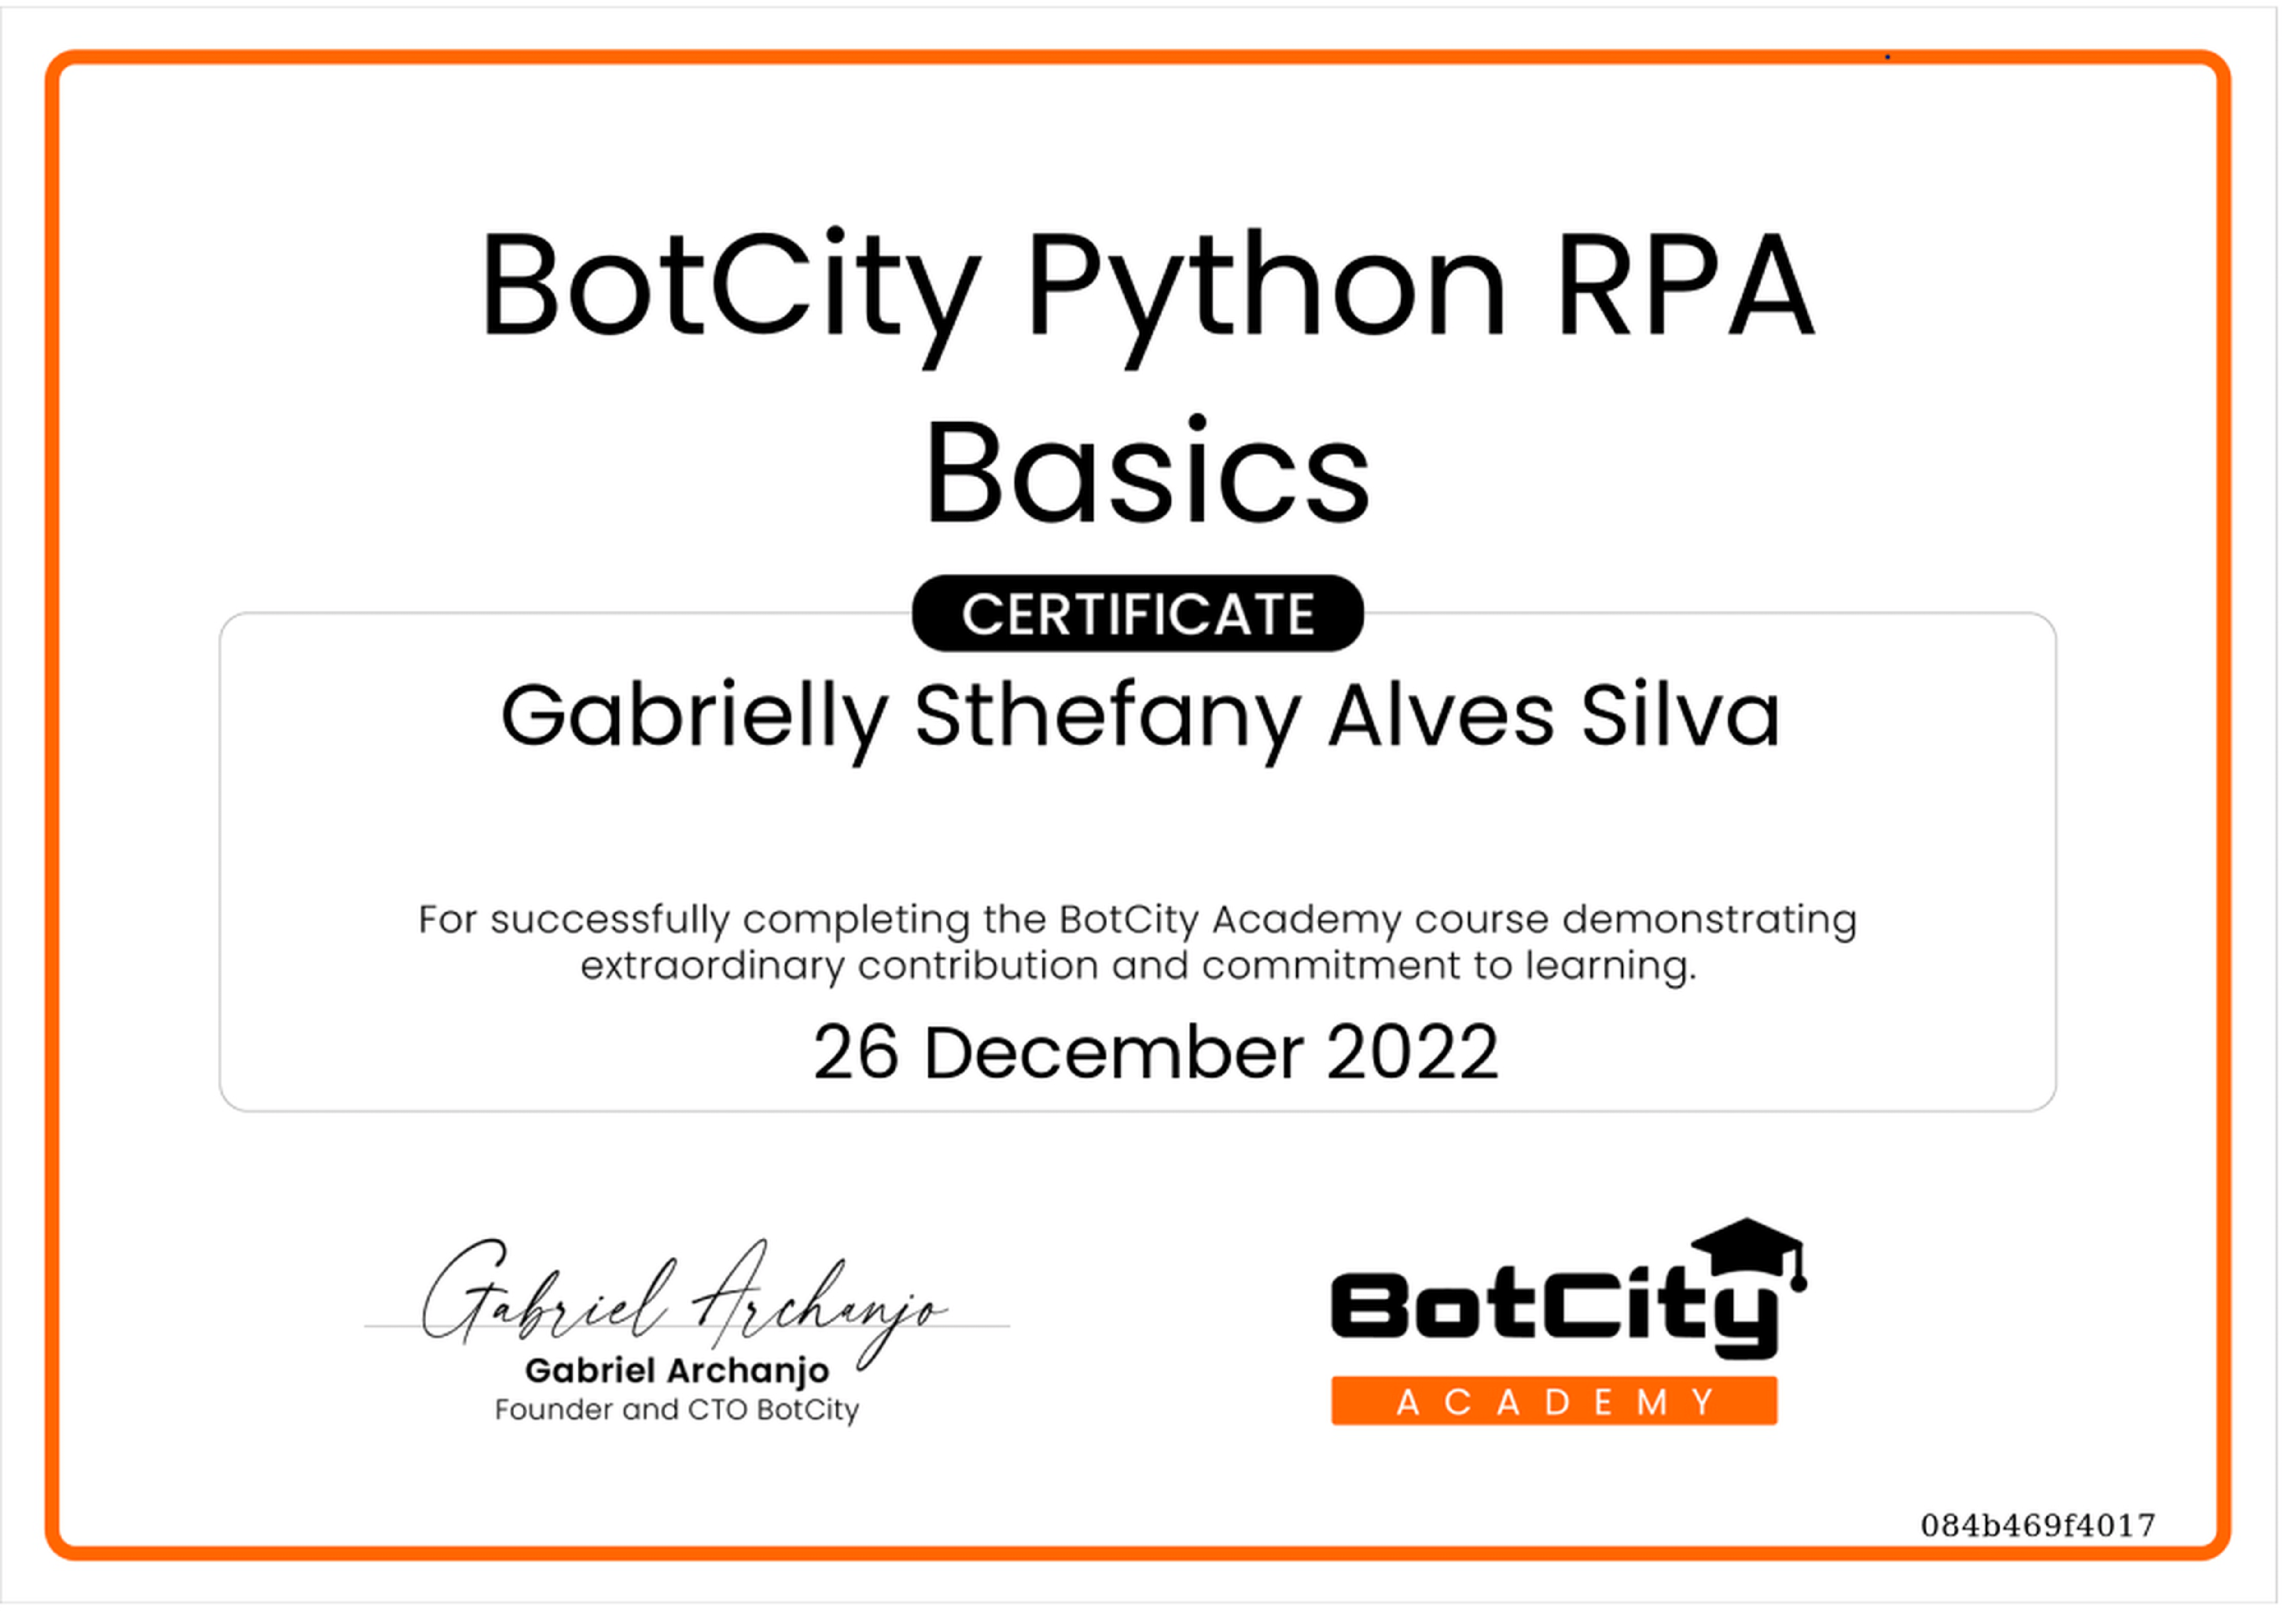 BotCity Python RPA
Basics
CERTIFICATE
Gabrielly Sthefany Alves Silva
For successfully completing the BotCity Academy course demonstrating
extraordinary contribution and commitment to learning.
26 December 2022
Gabriel Archanjo
Gabriel Archanjo
Founder and CTO BotCity
BotCity
ACADEMY
084b469f4017